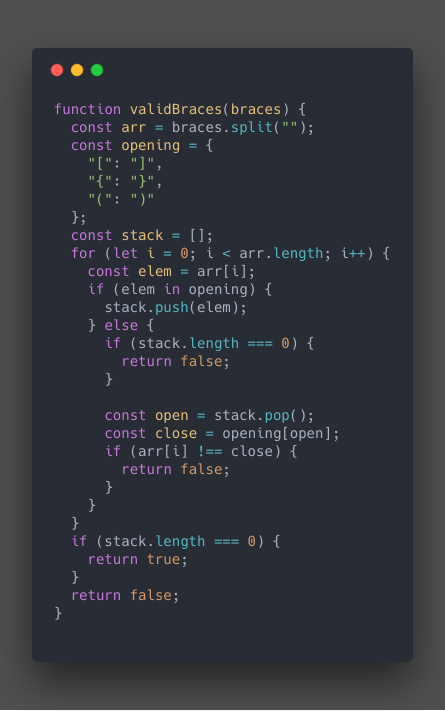 function validBraces(braces) {
  const arr = braces.split("");
  const opening = {
    "[": "]",
    "{": "}",
    "(": ")"
  };
  const stack = [];
  for (let i = 0; i < arr.length; i++) {
    const elem = arr[i];
    if (elem in opening) {
      stack.push(elem);
    } else {
      if (stack.length === 0) {
        return false;
      }

      const open = stack.pop();
      const close = opening[open];
      if (arr[i] !== close) {
        return false;
      }
    }
  }
  if (stack.length === 0) {
    return true;
  }
  return false;
}